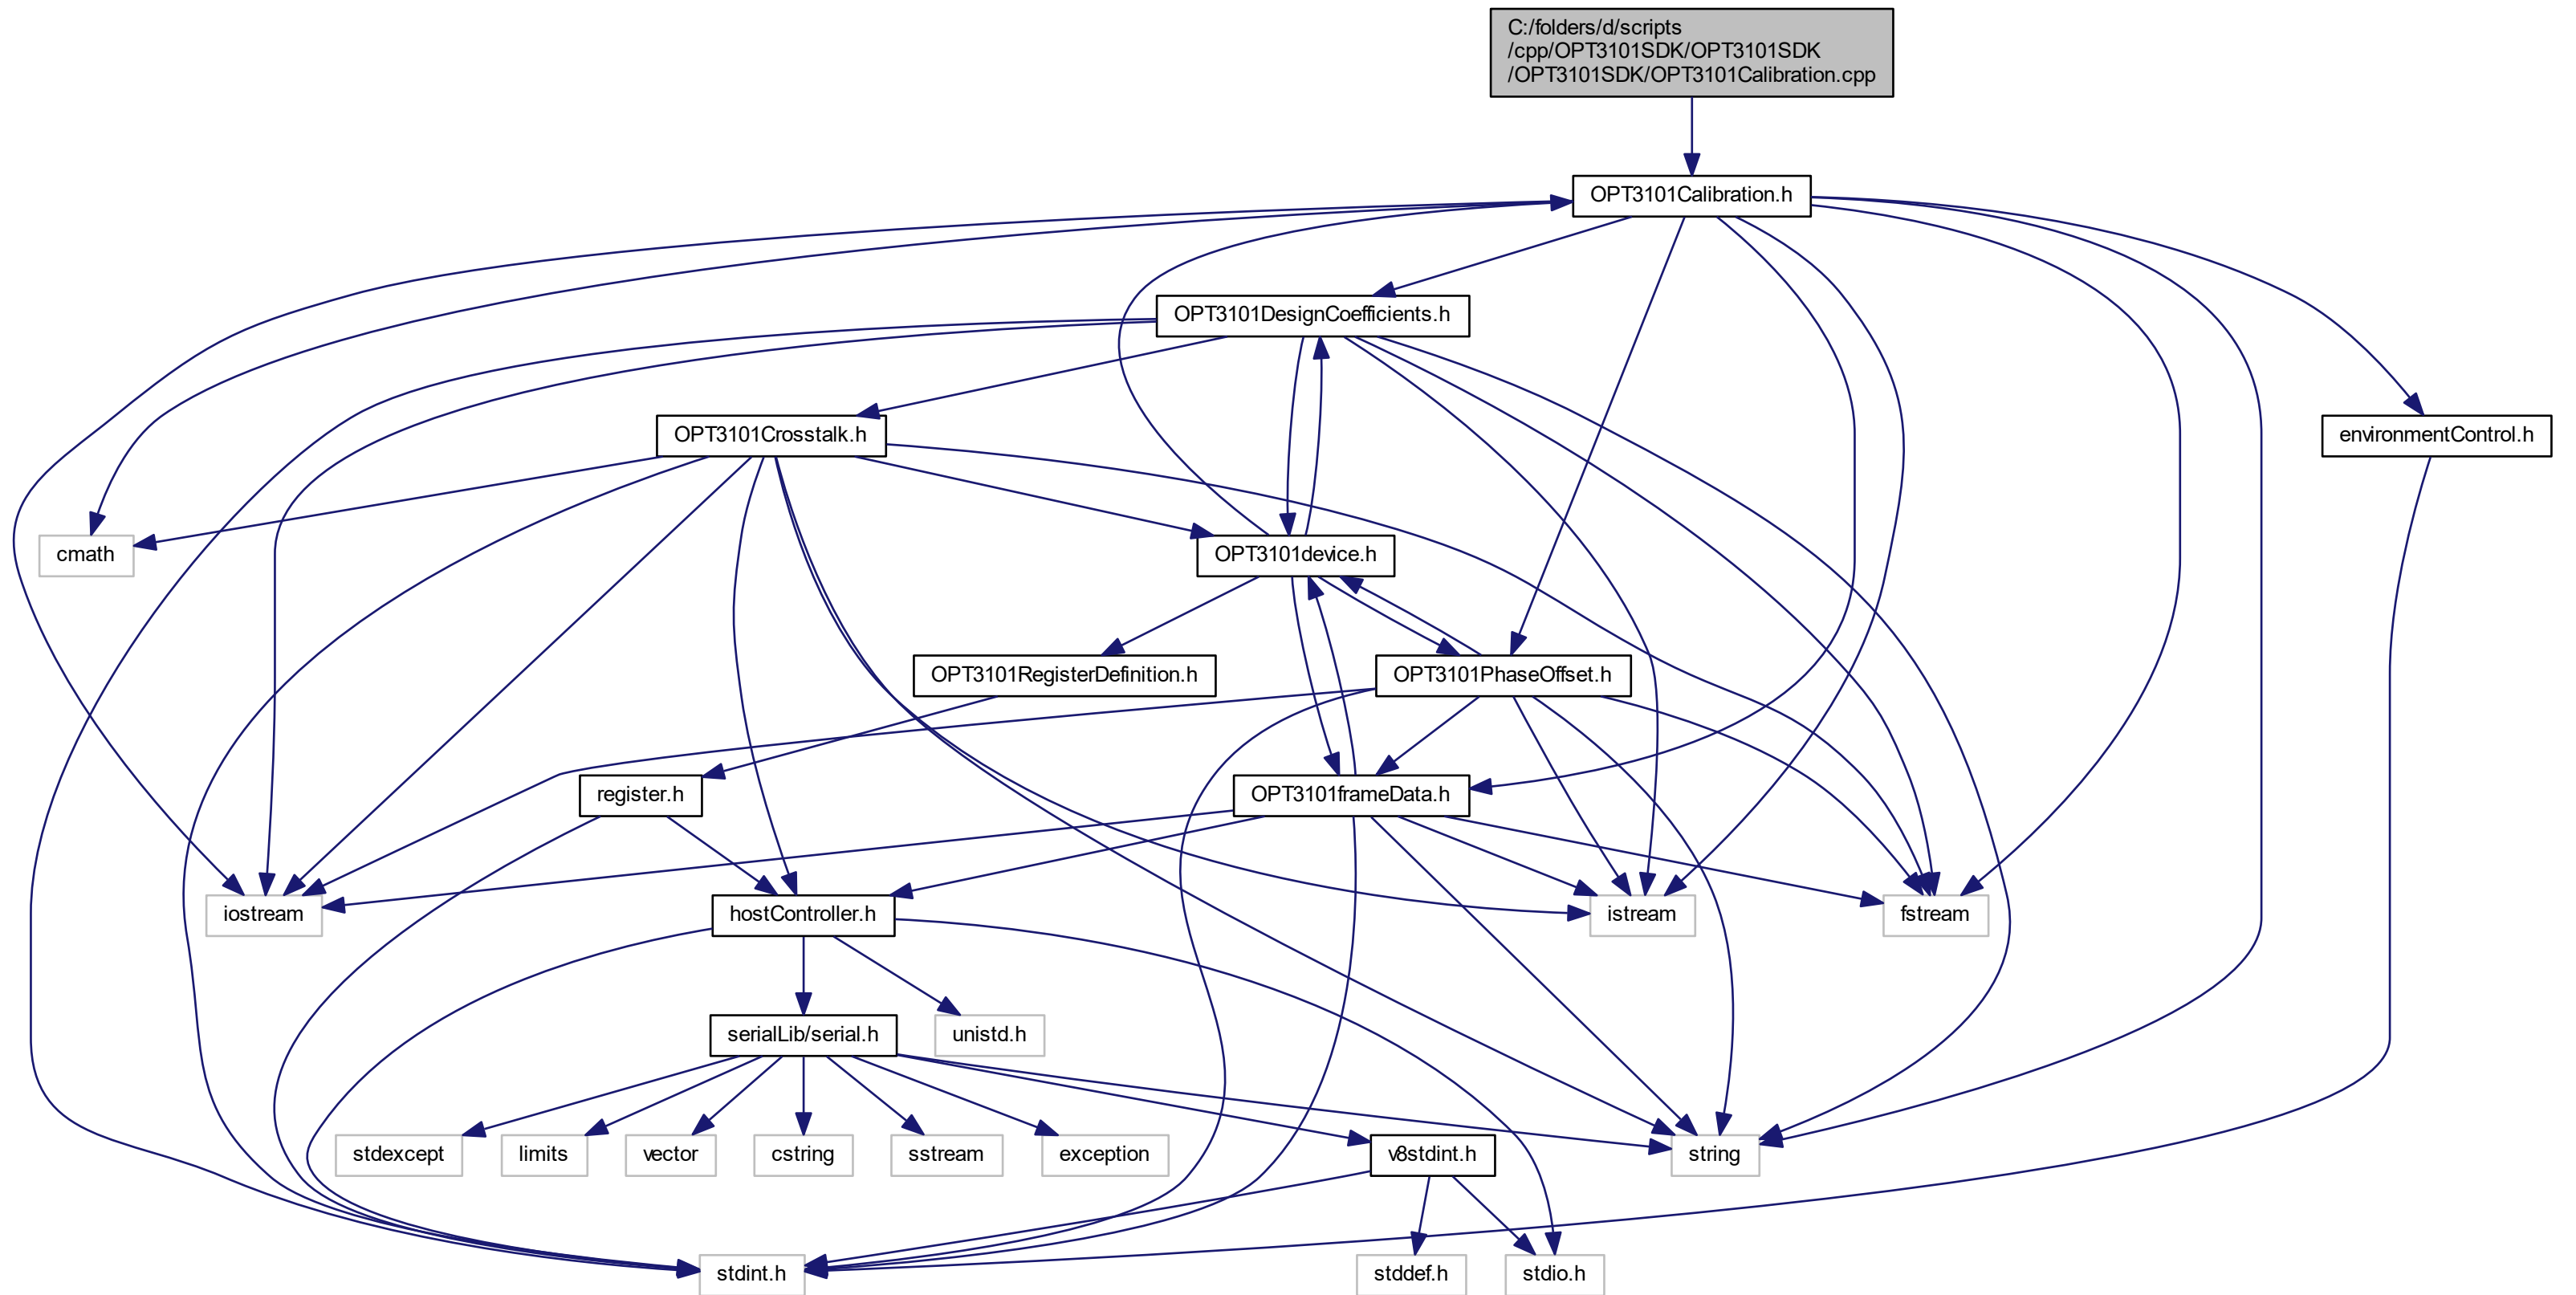 C:/folders/d/scripts
/cpp/OPT3101SDK/OPT3101SDK
/OPT3101SDK/OPT3101Calibration.cpp
OPT3101Calibration.h
OPT3101DesignCoefficients.h
OPT3101Crosstalk.h
environmentControl.h
cmath
OPT3101device.h
OPT3101RegisterDefinition.h
OPT3101PhaseOffset.h
register.h
OPT3101frameData.h
iostream
hostController.h
istream
fstream
serialLib/serial.h
unistd.h
stdexcept
limits
vector
cstring
sstream
exception
v8stdint.h
string
stdint.h
stddef.h
stdio.h